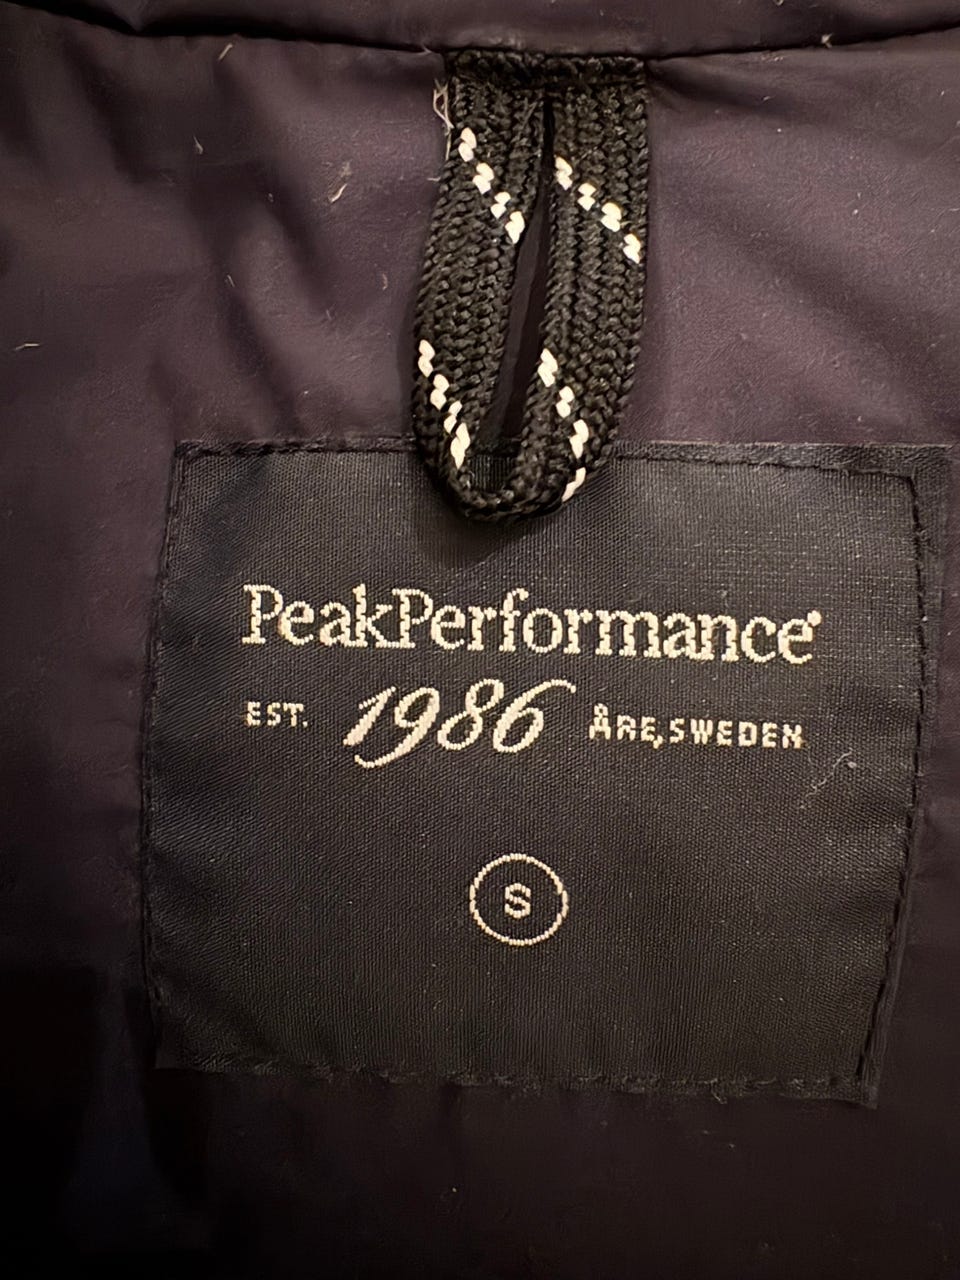 PeakPerformance®
EST. 1986 ÅRE, SWEDEN
S